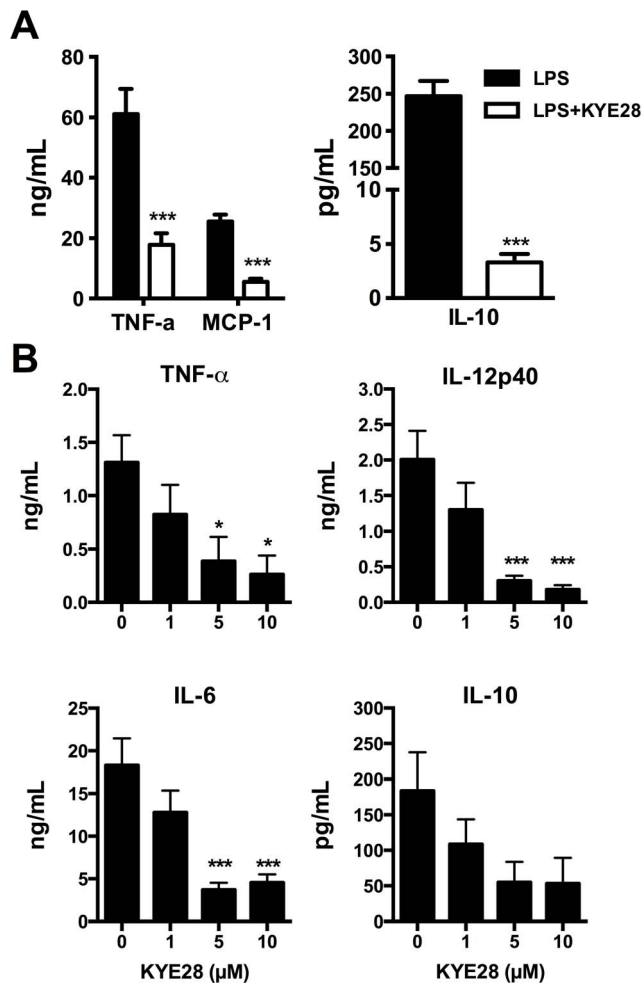 A
ng/mL
80
60
40
20
0
***
***
TNF-a MCP-1
pg/mL
300
250
200
150
10
5
0
***
IL-10
LPS
LPS+KYE28
B
TNF-α
ng/mL
2.0
1.5
1.0
0.5
0.0
* *
0 1 5 10
IL-12p40
ng/mL
3.0
2.5
2.0
1.5
1.0
0.5
0.0
*** ***
0 1 5 10
IL-6
ng/mL
25
20
15
10
5
0
*** ***
0 1 5 10
KYE28 (µM)
IL-10
pg/mL
300
250
200
150
100
50
0
0 1 5 10
KYE28 (µM)